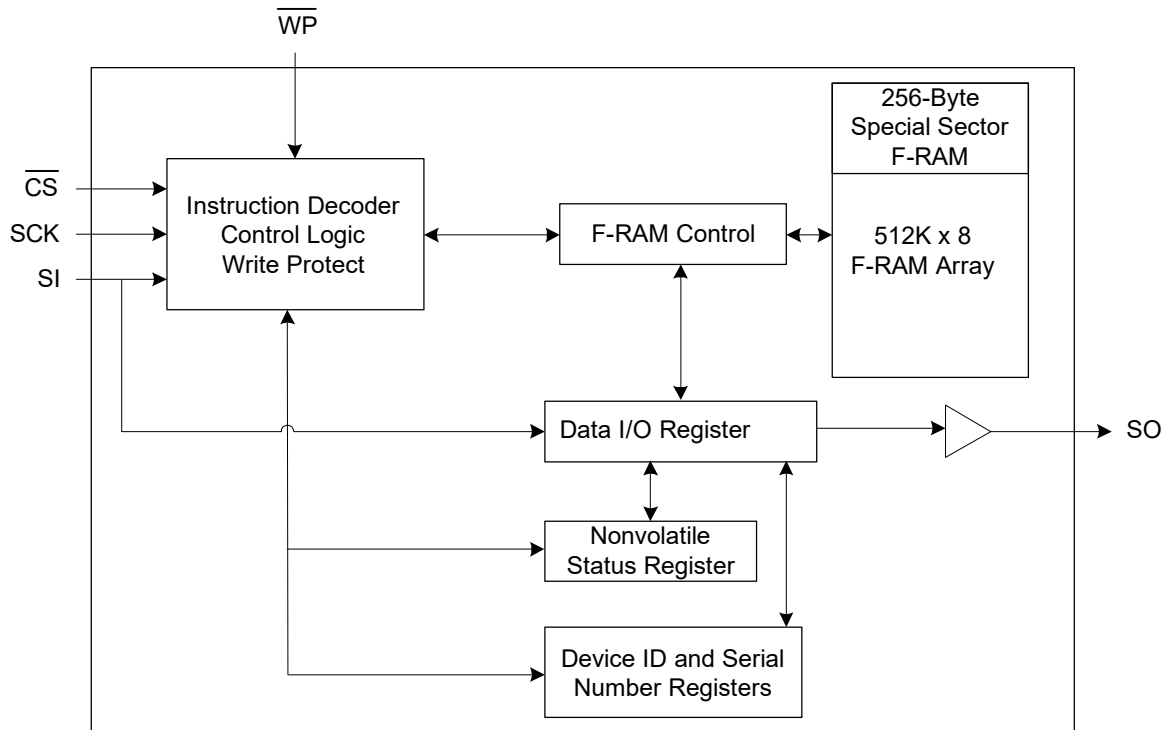 WP
256-Byte
Special Sector
F-RAM
CS
SCK
SI
Instruction Decoder
Control Logic
Write Protect
F-RAM Control
512K x 8
F-RAM Array
Data I/O Register
SO
Nonvolatile
Status Register
Device ID and Serial
Number Registers